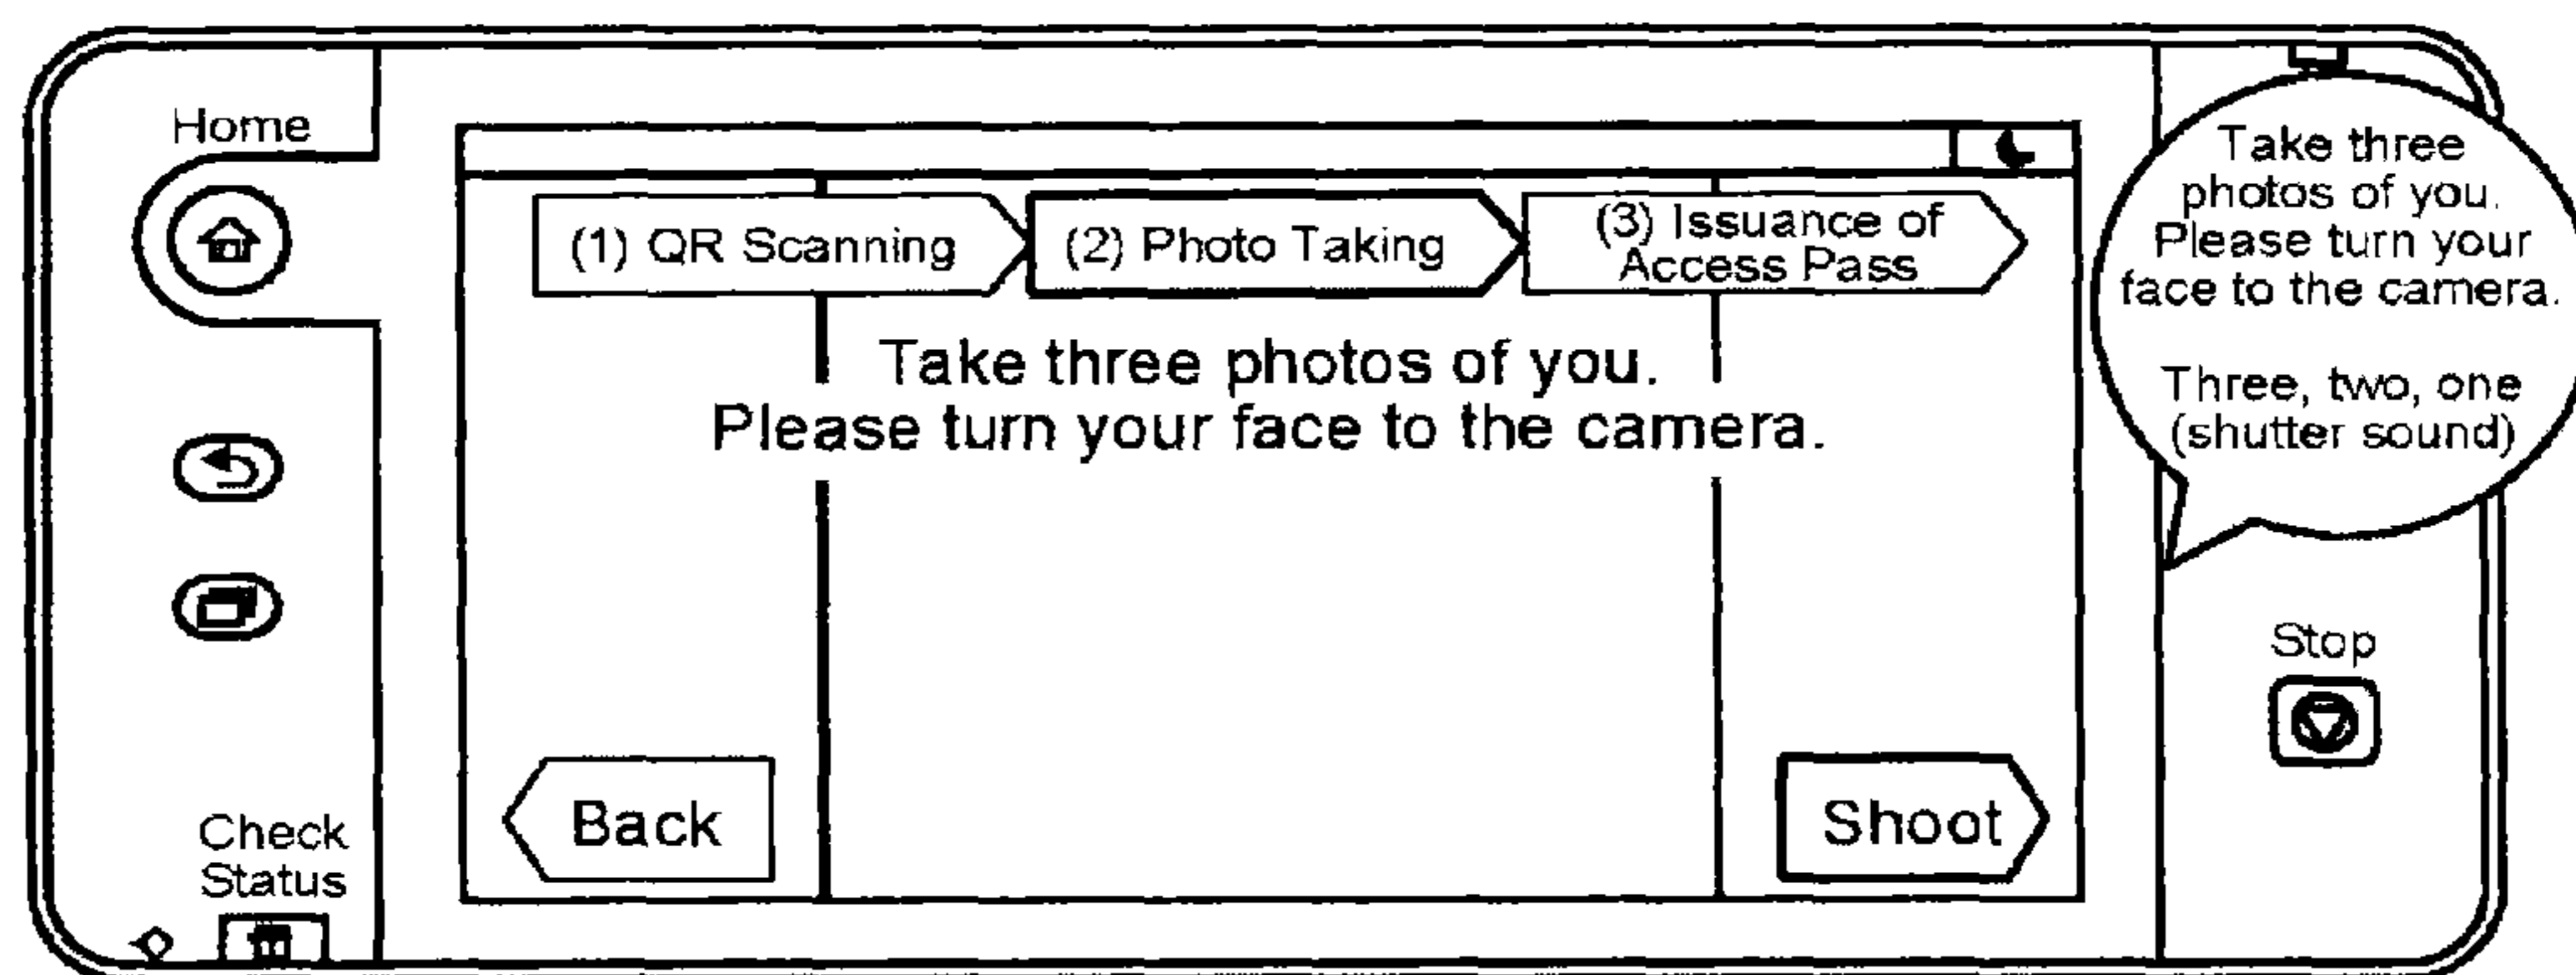 Home
(1) QR Scanning
(2) Photo Taking
(3) Issuance of
Access Pass
Take three photos of you.
Please turn your face to the camera.
Back
Shoot
Check
Status
Take three
photos of you.
Please turn your
face to the camera.
Three, two, one
(shutter sound)
Stop